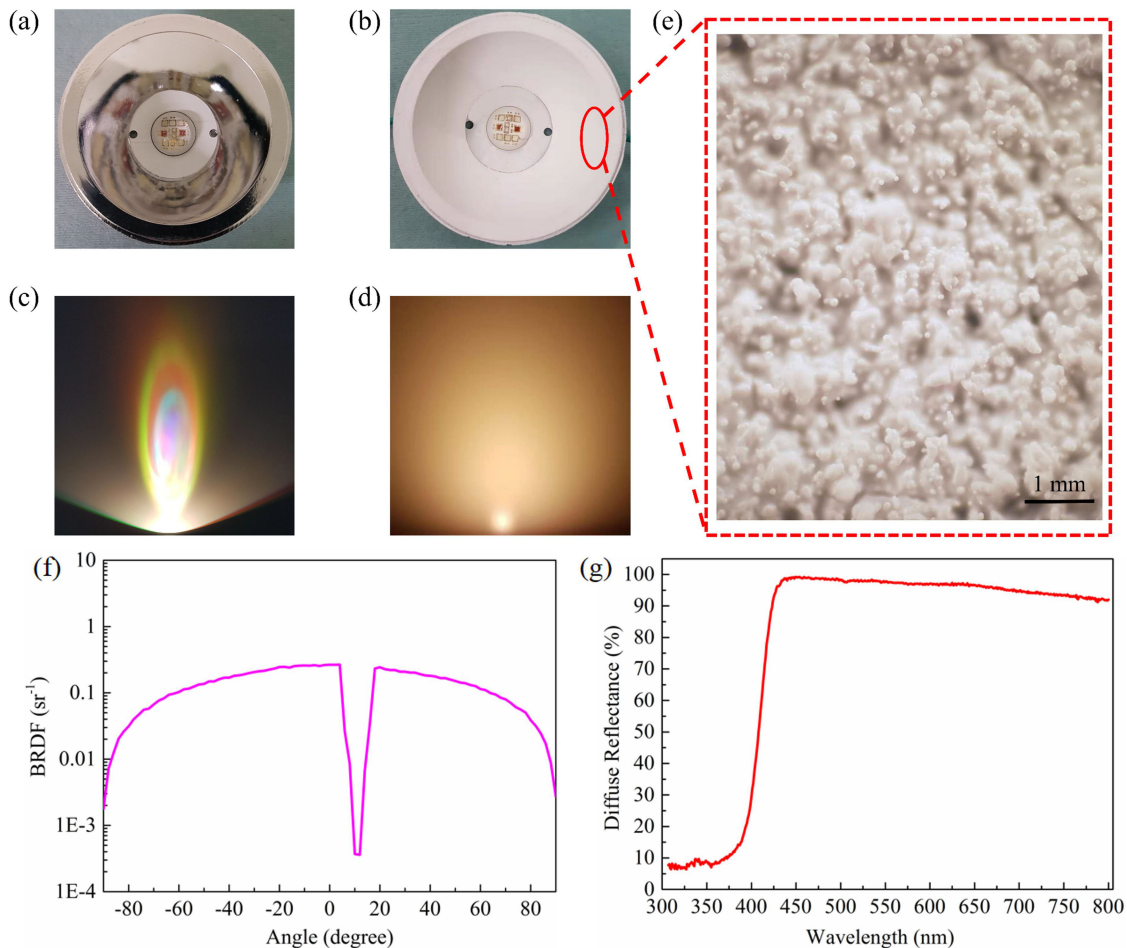 (a)
(b)
(c)
(d)
(e)
1 mm
(f)
10
1
0.1
0.01
1E-3
1E-4
BRDF (sr⁻¹)
-80 -60 -40 -20 0 20 40 60 80
Angle (degree)
(g)
100
90
80
70
60
50
40
30
20
10
0
Diffuse Reflectance (%)
300 350 400 450 500 550 600 650 700 750 800
Wavelength (nm)